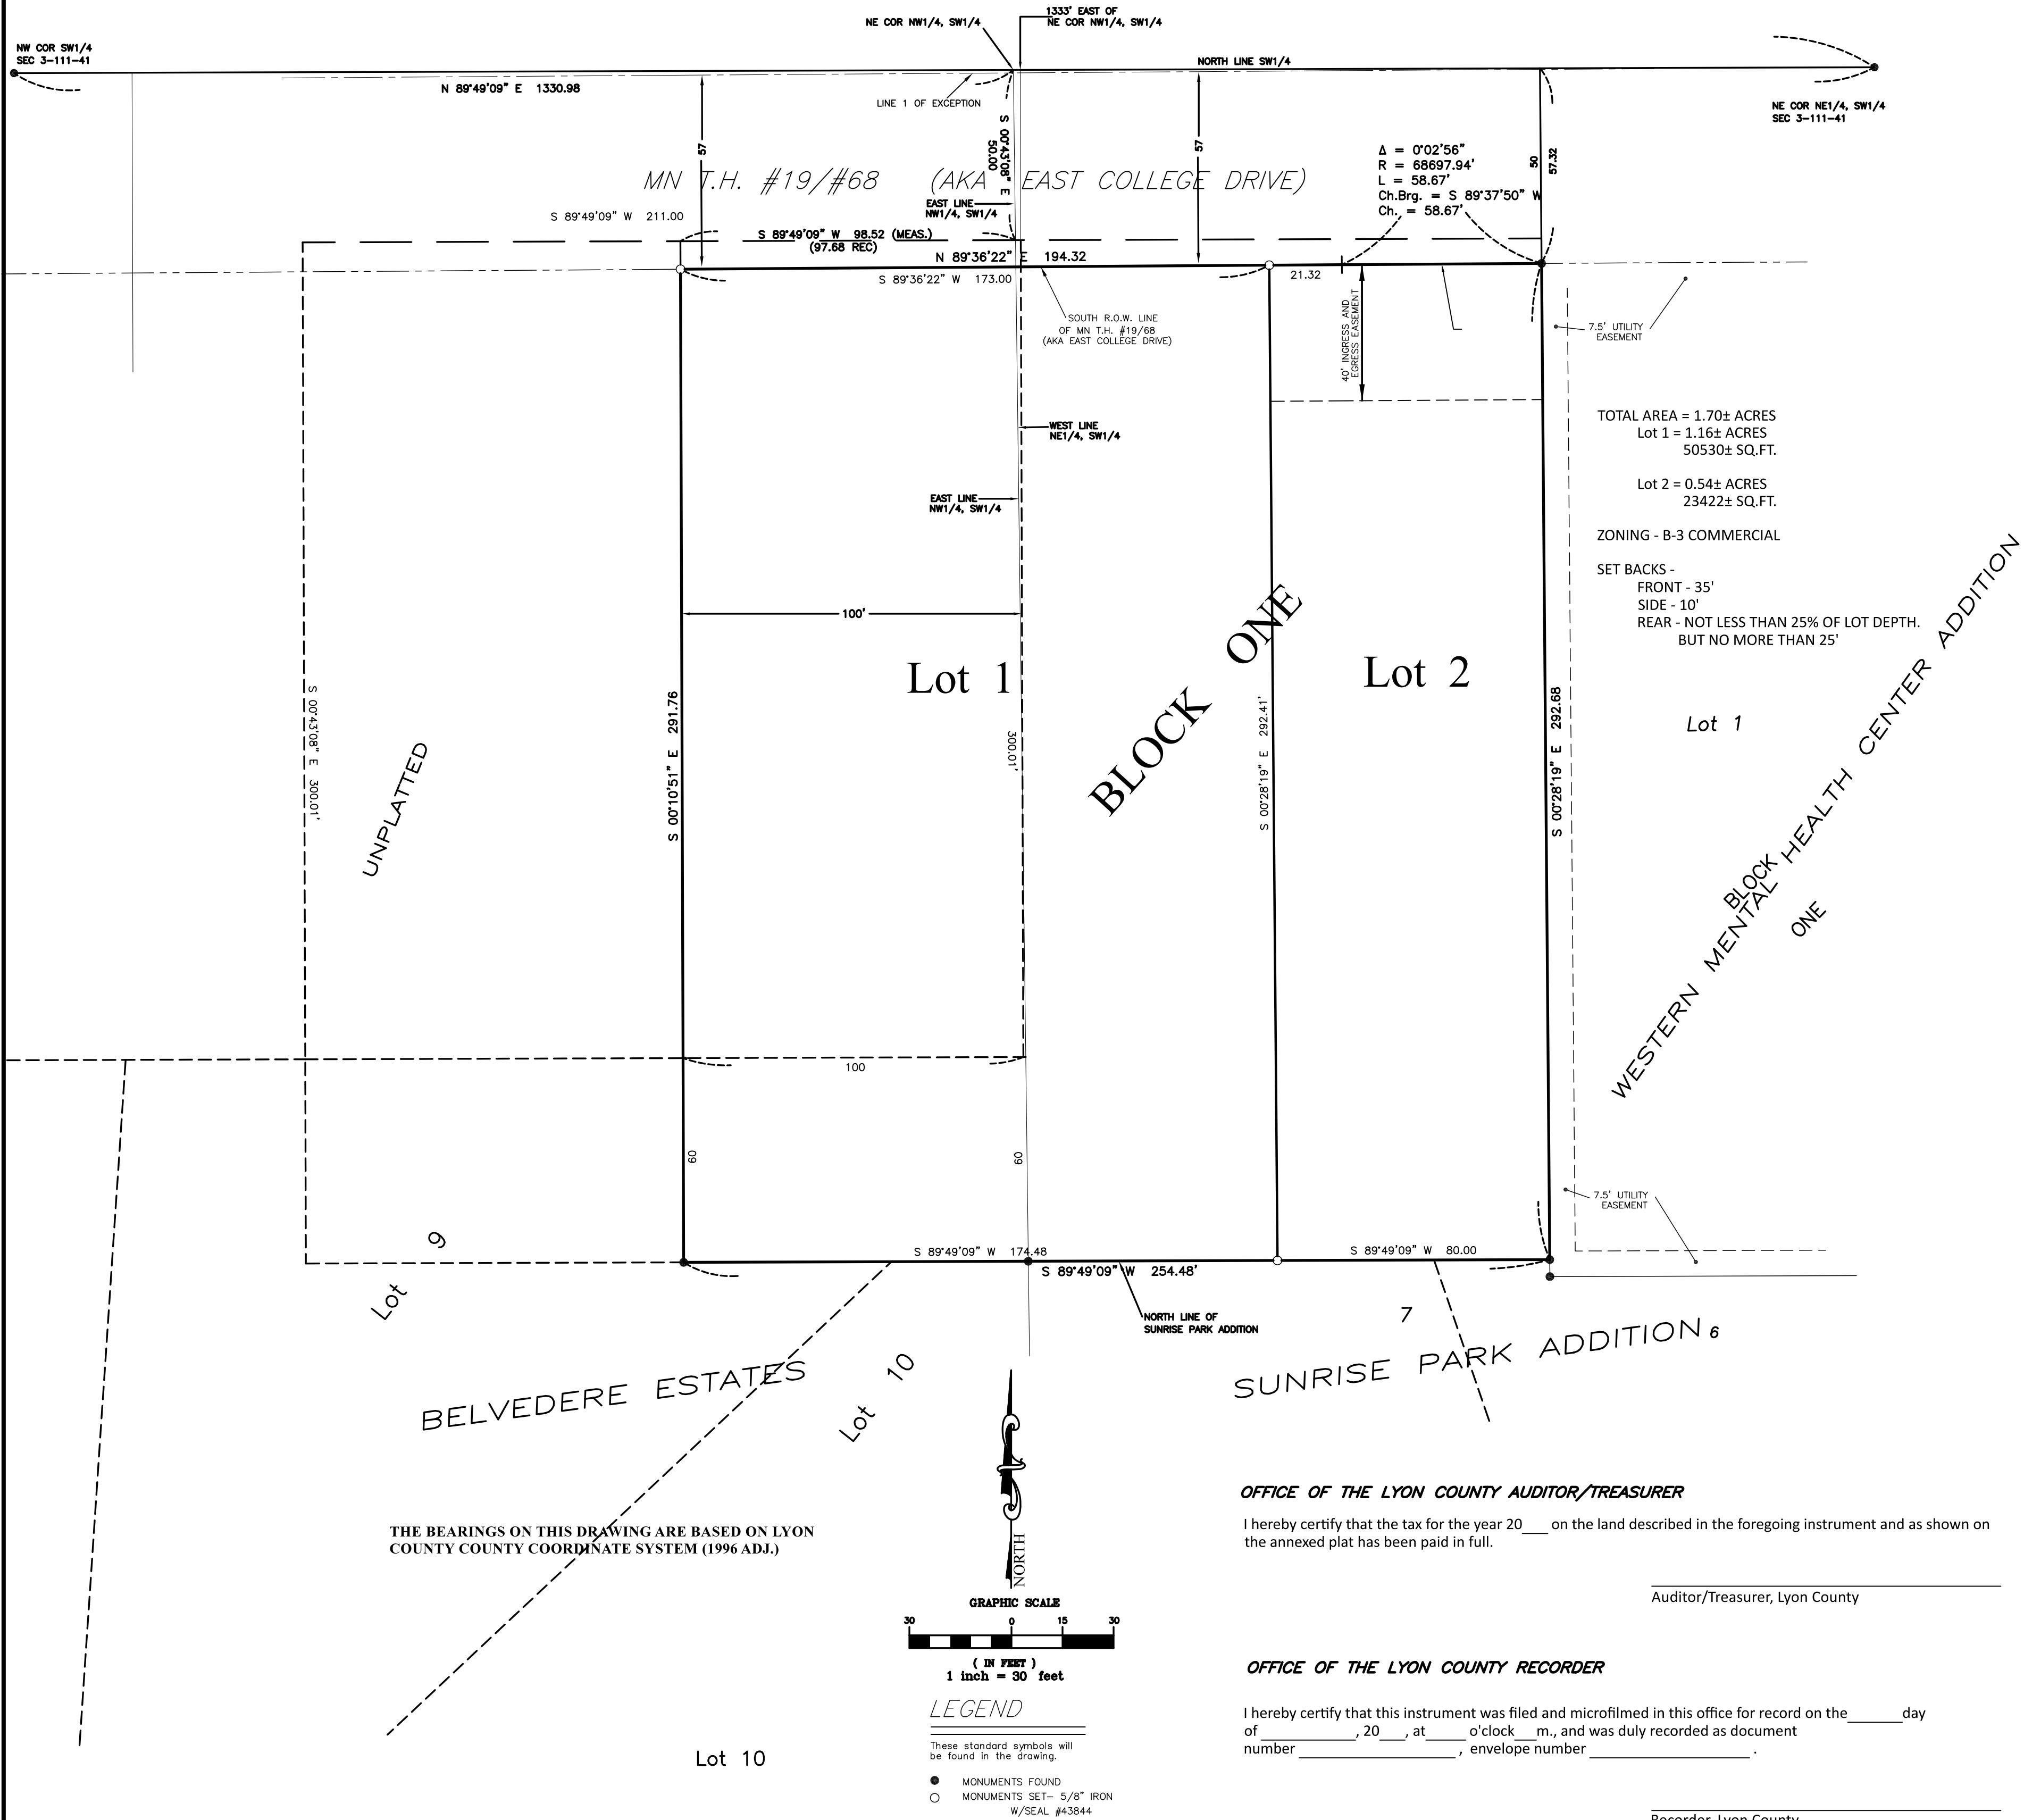 1333' EAST OF
NE COR NW1/4, SW1/4
NE COR NW1/4, SW1/4
NW COR SW1/4
SEC 3-111-41
NORTH LINE SW1/4
N 89°49'09" E 1330.98
LINE 1 OF EXCEPTION
NE COR NE1/4, SW1/4
SEC 3-111-41
57
S 00°43'08" E
50.00
57
50
57.32
Δ = 0°02'56"
R = 68697.94'
L = 58.67'
Ch.Brg. = S 89°37'50" W
Ch. = 58.67'
MN T.H. #19/#68 (AKA EAST COLLEGE DRIVE)
EAST LINE
NW1/4, SW1/4
S 89°49'09" W 211.00
S 89°49'09" W 98.52 (MEAS.)
(97.68 REC)
N 89°36'22" E 194.32
S 89°36'22" W 173.00
21.32
SOUTH R.O.W. LINE
OF MN T.H. #19/68
(AKA EAST COLLEGE DRIVE)
40' INGRESS AND
EGRESS EASEMENT
7.5' UTILITY
EASEMENT
WEST LINE
NE1/4, SW1/4
EAST LINE
NW1/4, SW1/4
TOTAL AREA = 1.70± ACRES
Lot 1 = 1.16± ACRES
50530± SQ.FT.
Lot 2 = 0.54± ACRES
23422± SQ.FT.
ZONING - B-3 COMMERCIAL
SET BACKS -
FRONT - 35'
SIDE - 10'
REAR - NOT LESS THAN 25% OF LOT DEPTH.
BUT NO MORE THAN 25'
100'
Lot 1
BLOCK ONE
Lot 2
Lot 1
S 00°43'08" E 300.01'
UNPLATTED
S 00°10'51" E 291.76
300.01'
S 00°28'19" E 292.41'
S 00°28'19" E 292.68
WESTERN MENTAL HEALTH CENTER ADDITION
BLOCK
ONE
100
60
60
7.5' UTILITY
EASEMENT
S 89°49'09" W 174.48
S 89°49'09" W 80.00
S 89°49'09" W 254.48'
NORTH LINE OF
SUNRISE PARK ADDITION
Lot 9
7
6
BELVEDERE ESTATES
SUNRISE PARK ADDITION
Lot 10
THE BEARINGS ON THIS DRAWING ARE BASED ON LYON
COUNTY COUNTY COORDINATE SYSTEM (1996 ADJ.)
NORTH
GRAPHIC SCALE
30 0 15 30
( IN FEET )
1 inch = 30 feet
LEGEND
These standard symbols will
be found in the drawing.
MONUMENTS FOUND
MONUMENTS SET- 5/8" IRON
W/SEAL #43844
Lot 10
OFFICE OF THE LYON COUNTY AUDITOR/TREASURER
I hereby certify that the tax for the year 20___ on the land described in the foregoing instrument and as shown on
the annexed plat has been paid in full.
Auditor/Treasurer, Lyon County
OFFICE OF THE LYON COUNTY RECORDER
I hereby certify that this instrument was filed and microfilmed in this office for record on the_______day
of ____________, 20___, at_____ o'clock___m., and was duly recorded as document
number ____________________, envelope number ____________________.
Recorder, Lyon County